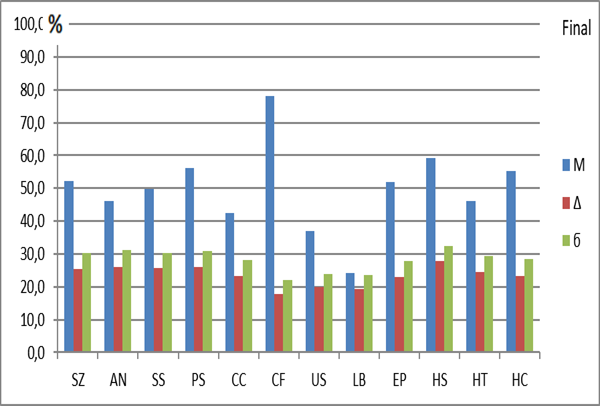 100,0 %
Final
90,0
80,0
70,0
60,0
50,0
40,0
30,0
20,0
10,0
0,0
M
Δ
б
SZ AN SS PS CC CF US LB EP HS HT HC